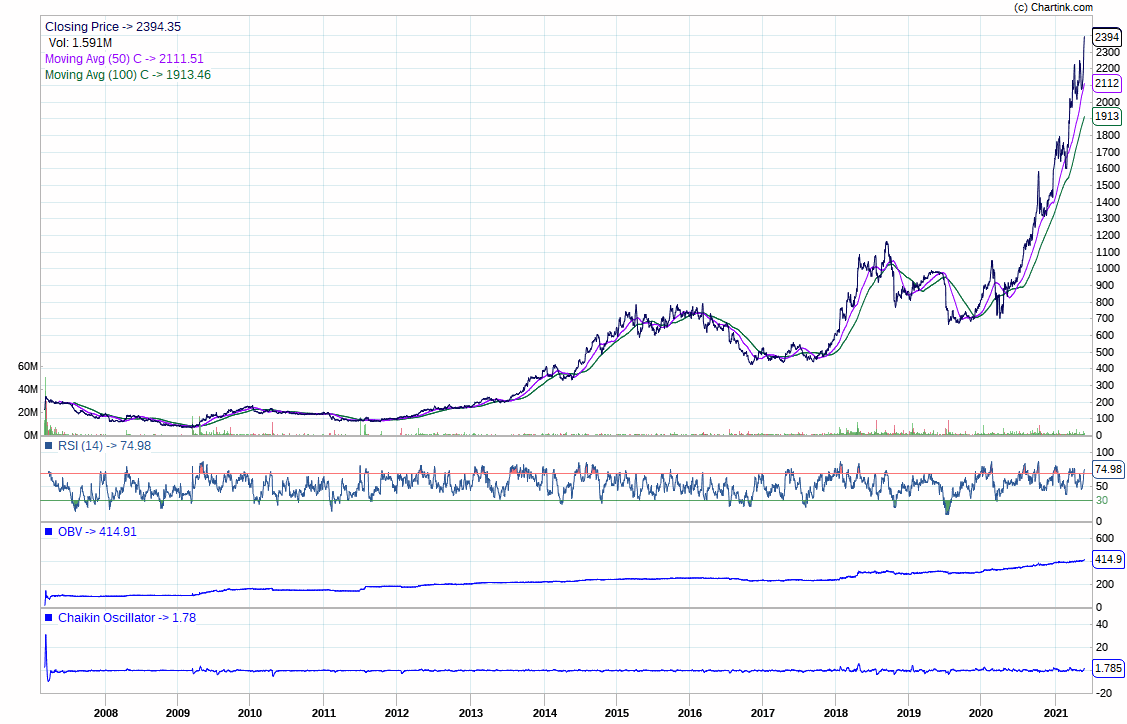 (c) Chartink.com
Closing Price -> 2394.35
Vol: 1.591M
Moving Avg (50) C -> 2111.51
Moving Avg (100) C -> 1913.46
2394
2300
2200
2112
2000
1913
1800
1700
1600
1500
1400
1300
1200
1100
1000
900
800
700
600
500
400
300
200
100
0
60M
40M
20M
0M
RSI (14) -> 74.98
100
74.98
50
30
0
OBV -> 414.91
600
414.9
200
0
Chaikin Oscillator -> 1.78
40
20
1.785
-20
2008 2009 2010 2011 2012 2013 2014 2015 2016 2017 2018 2019 2020 2021